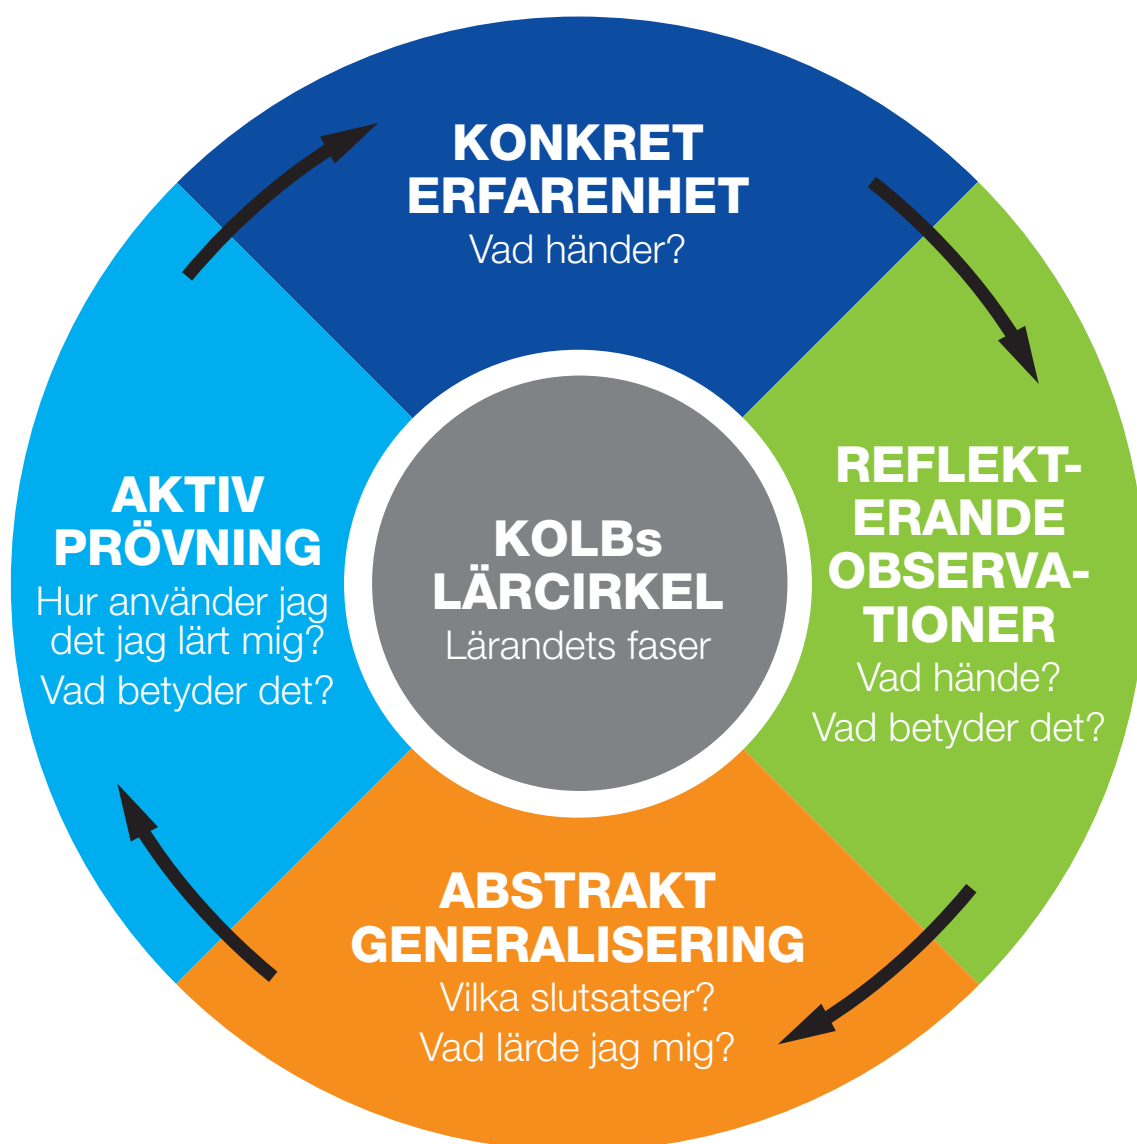 KONKRET
ERFARENHET
Vad händer?
REFLEKT-
ERANDE
OBSERVA-
TIONER
Vad hände?
Vad betyder det?
ABSTRAKT
GENERALISERING
Vilka slutsatser?
Vad lärde jag mig?
AKTIV
PRÖVNING
Hur använder jag
det jag lärt mig?
Vad betyder det?
KOLBs
LÄRCIRKEL
Lärandets faser